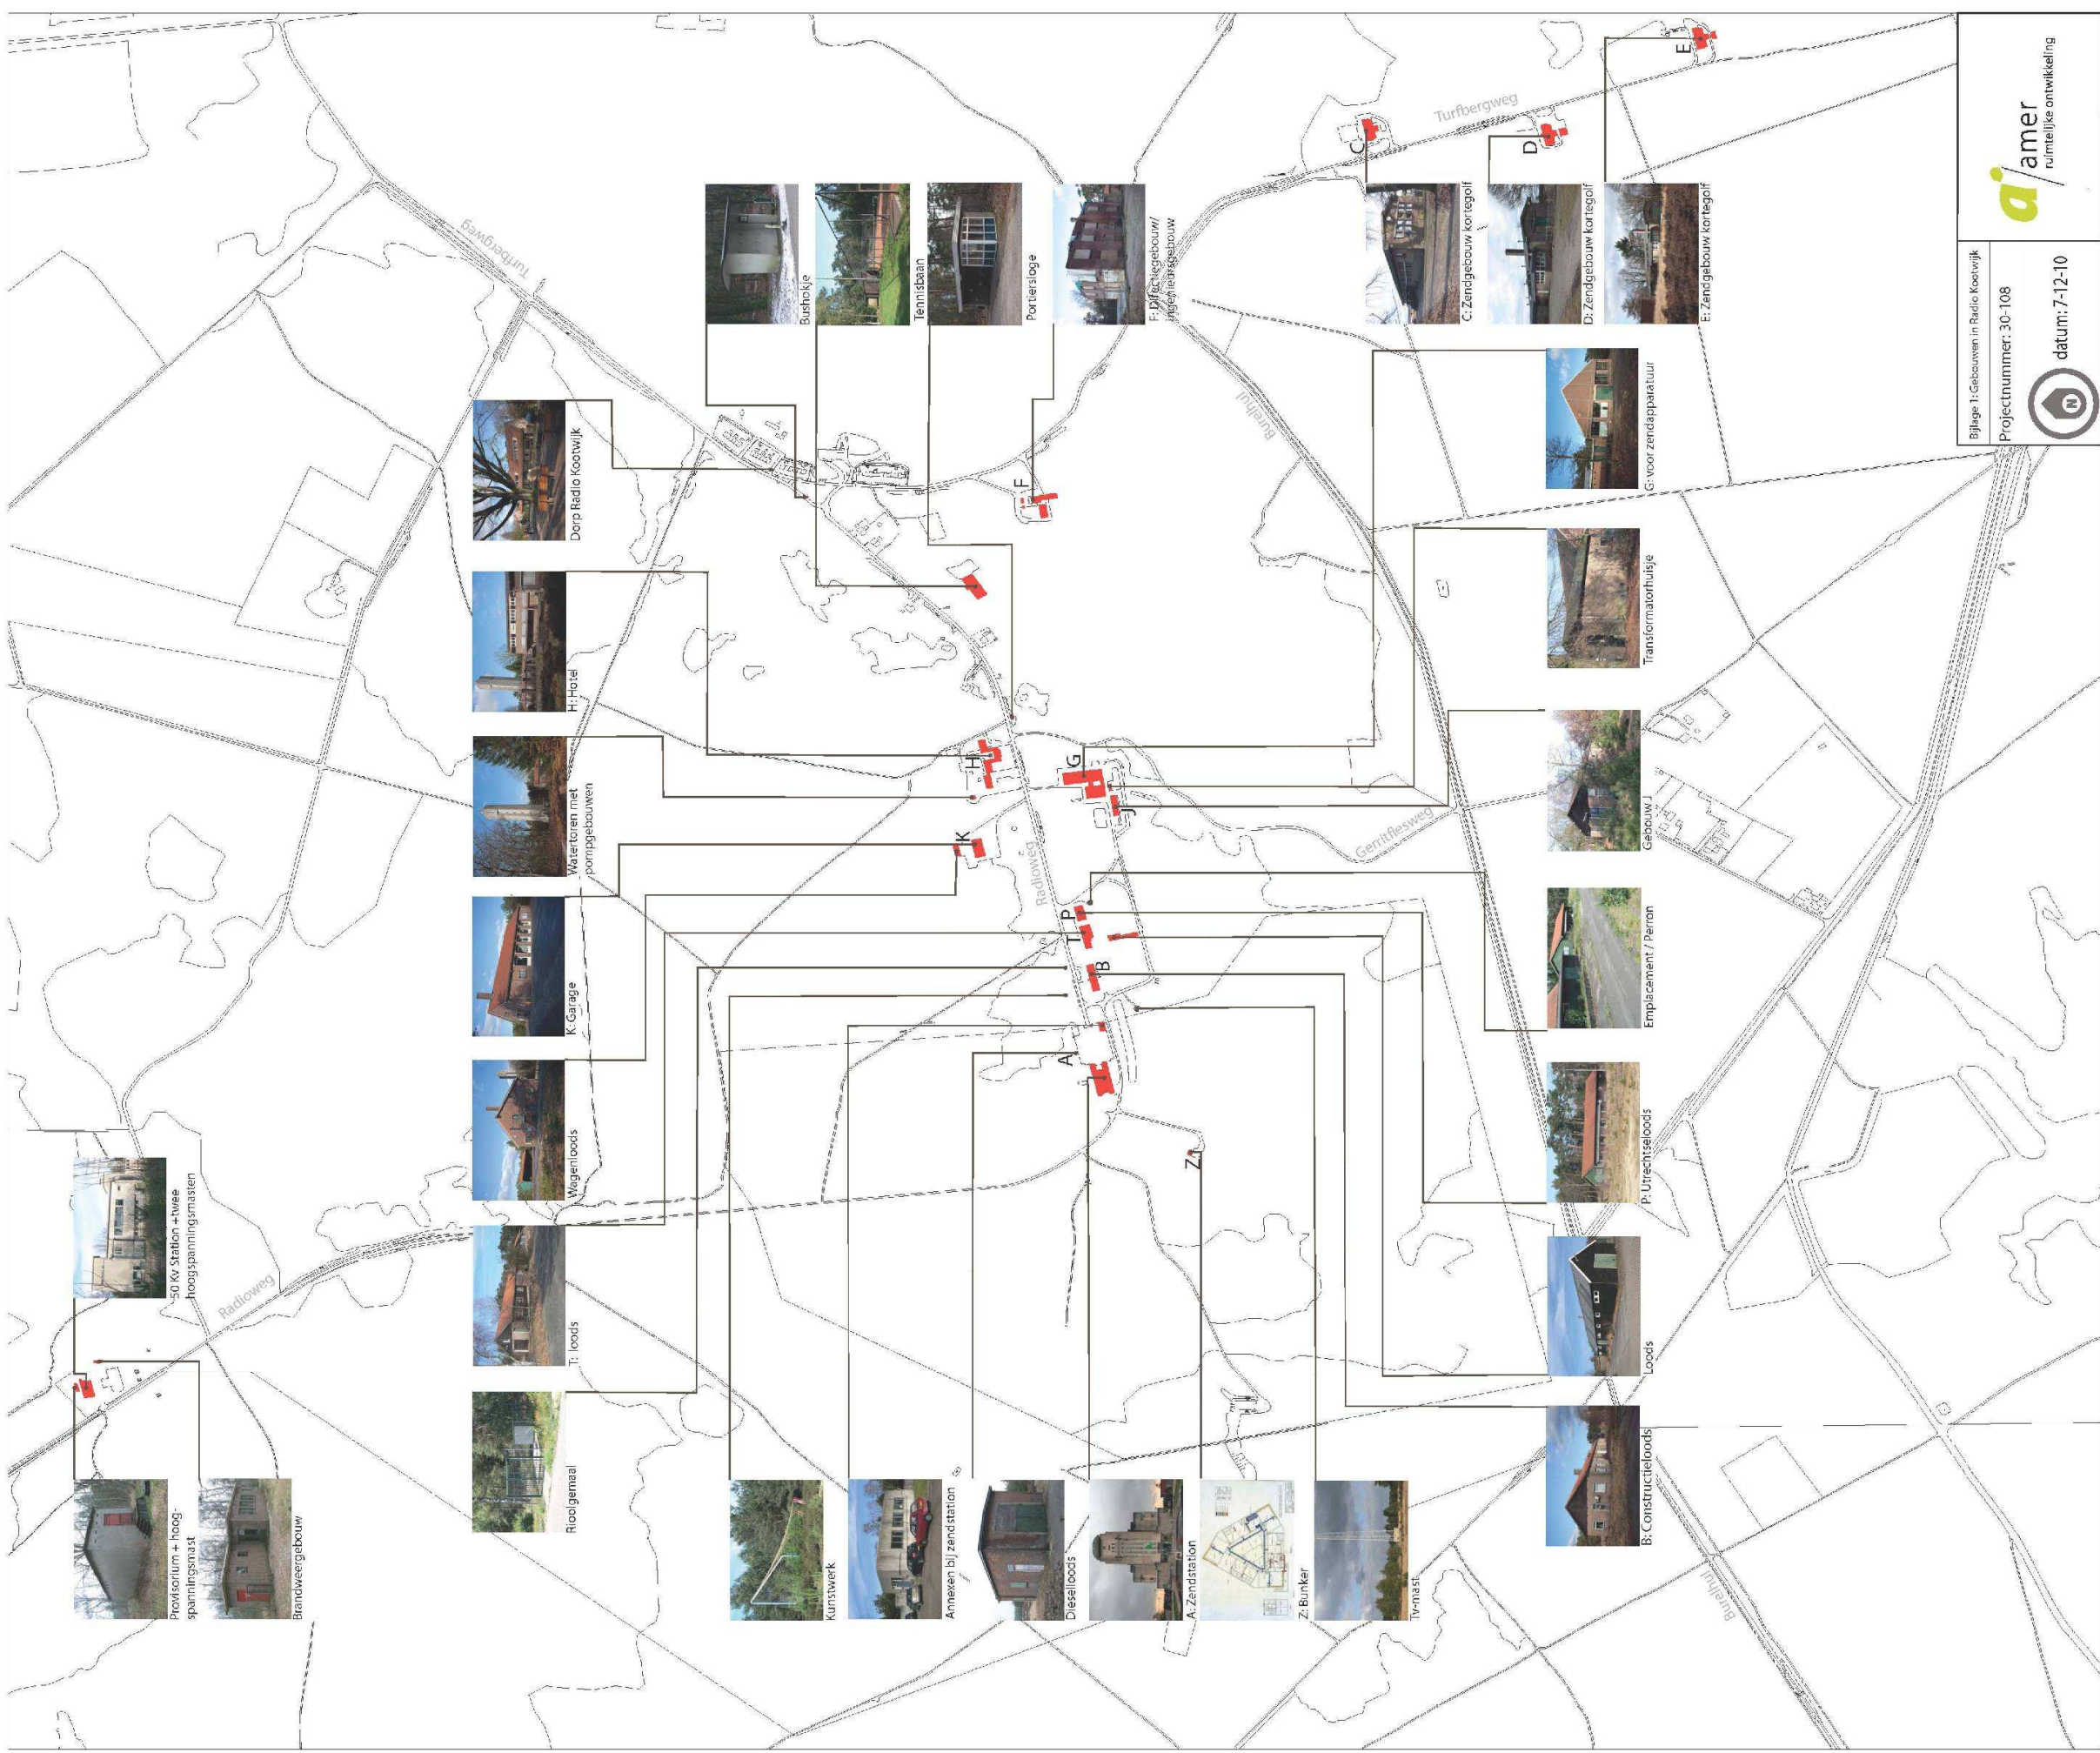 50 Kv Station +twee
hoogspanningsmasten
Provisorium + hoog-
spanningsmast
Brandweergebouw
Radioweg
Rioolgemaal
T: loods
Wagenloods
K: Garage
Watertoren met
pompgebouwen
H: Hotel
Dorp Radio Kootwijk
Turfbergweg
Bushokje
Tennisbaan
Portiersloge
F: Directiegebouw/
ingenieursgebouw
Kunstwerk
Annexen bij zendstation
Dieselloods
A: Zendstation
Z: Bunker
Tv-mast
A
B
T
P
K
H
G
J
F
Z
Radioweg
Gerritflesweg
Burelhul
Turfbergweg
C
D
E
C: Zendgebouw kortegolf
D: Zendgebouw kortegolf
E: Zendgebouw kortegolf
B: Constructieloods
Loods
P: Utrechtseloods
Emplacement / Perron
Gebouw J
Transformatorhuisje
G: voor zendapparatuur
Burelhul
Bijlage 1: Gebouwen in Radio Kootwijk
Projectnummer: 30-108
N
datum: 7-12-10
a
amer
ruimtelijke ontwikkeling